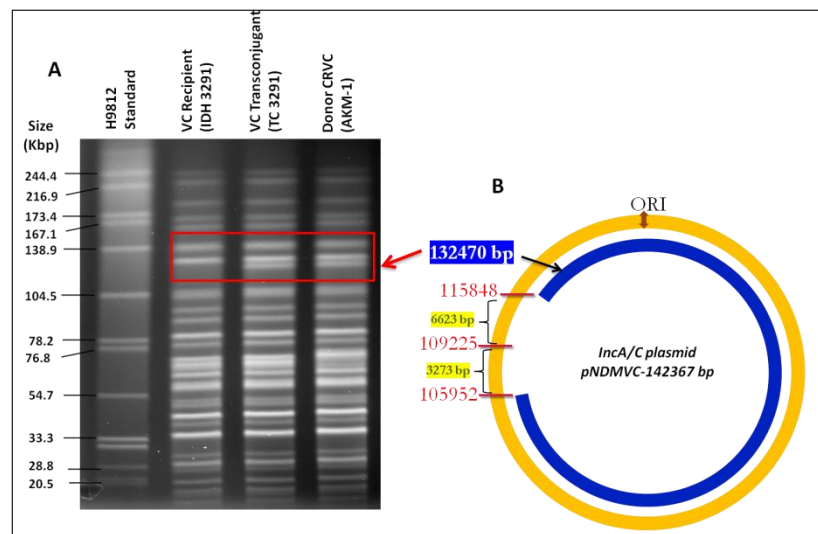 A
H9812
Standard
VC Recipient
(IDH 3291)
VC Transconjugant
(TC 3291)
Donor CRVC
(AKM-1)
Size
(Kbp)
244.4
216.9
173.4
167.1
138.9
104.5
78.2
76.8
54.7
33.3
28.8
20.5
B
ORI
132470 bp
115848
6623 bp
109225
3273 bp
105952
IncA/C plasmid
pNDMVC-142367 bp